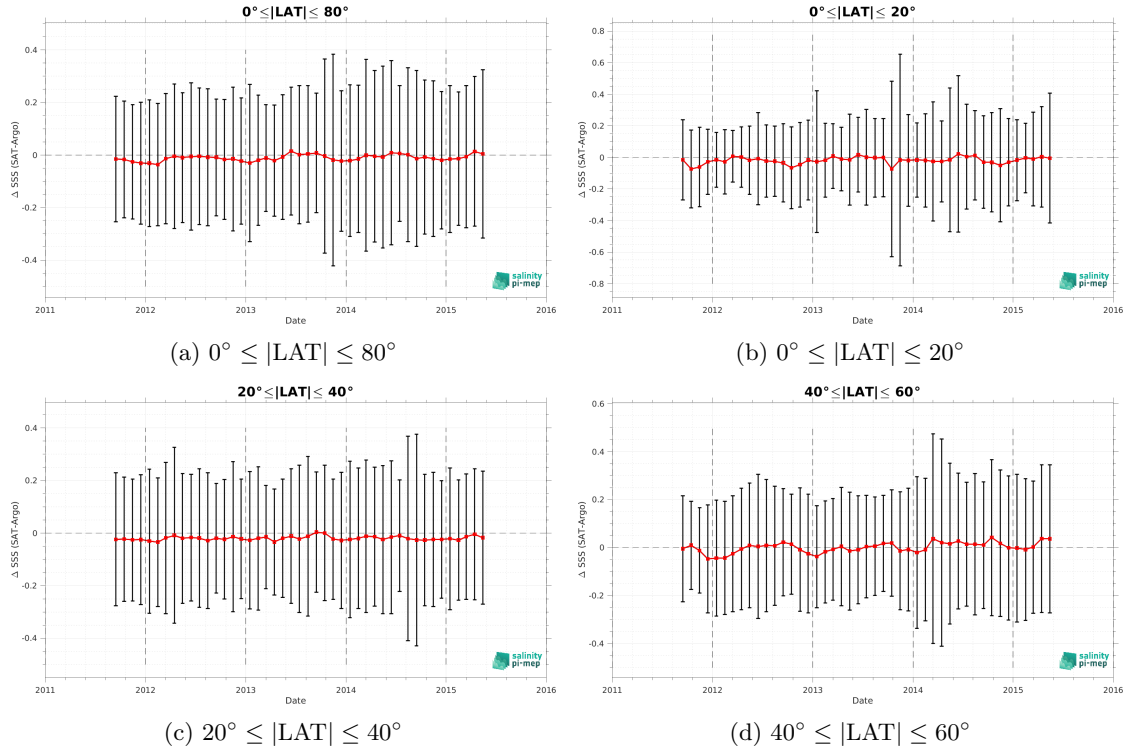 0°≤|LAT|≤ 80°
Δ SSS (SAT-Argo)
0.4
0.2
0
-0.2
-0.4
2011 2012 2013 2014 2015 2016
Date
salinity
pi-mep
(a) 0° ≤ |LAT| ≤ 80°
0°≤|LAT|≤ 20°
Δ SSS (SAT-Argo)
0.8
0.6
0.4
0.2
0
-0.2
-0.4
-0.6
-0.8
2011 2012 2013 2014 2015 2016
Date
salinity
pi-mep
(b) 0° ≤ |LAT| ≤ 20°
20°≤|LAT|≤ 40°
Δ SSS (SAT-Argo)
0.4
0.2
0
-0.2
-0.4
2011 2012 2013 2014 2015 2016
Date
salinity
pi-mep
(c) 20° ≤ |LAT| ≤ 40°
40°≤|LAT|≤ 60°
Δ SSS (SAT-Argo)
0.6
0.4
0.2
0
-0.2
-0.4
2011 2012 2013 2014 2015 2016
Date
salinity
pi-mep
(d) 40° ≤ |LAT| ≤ 60°